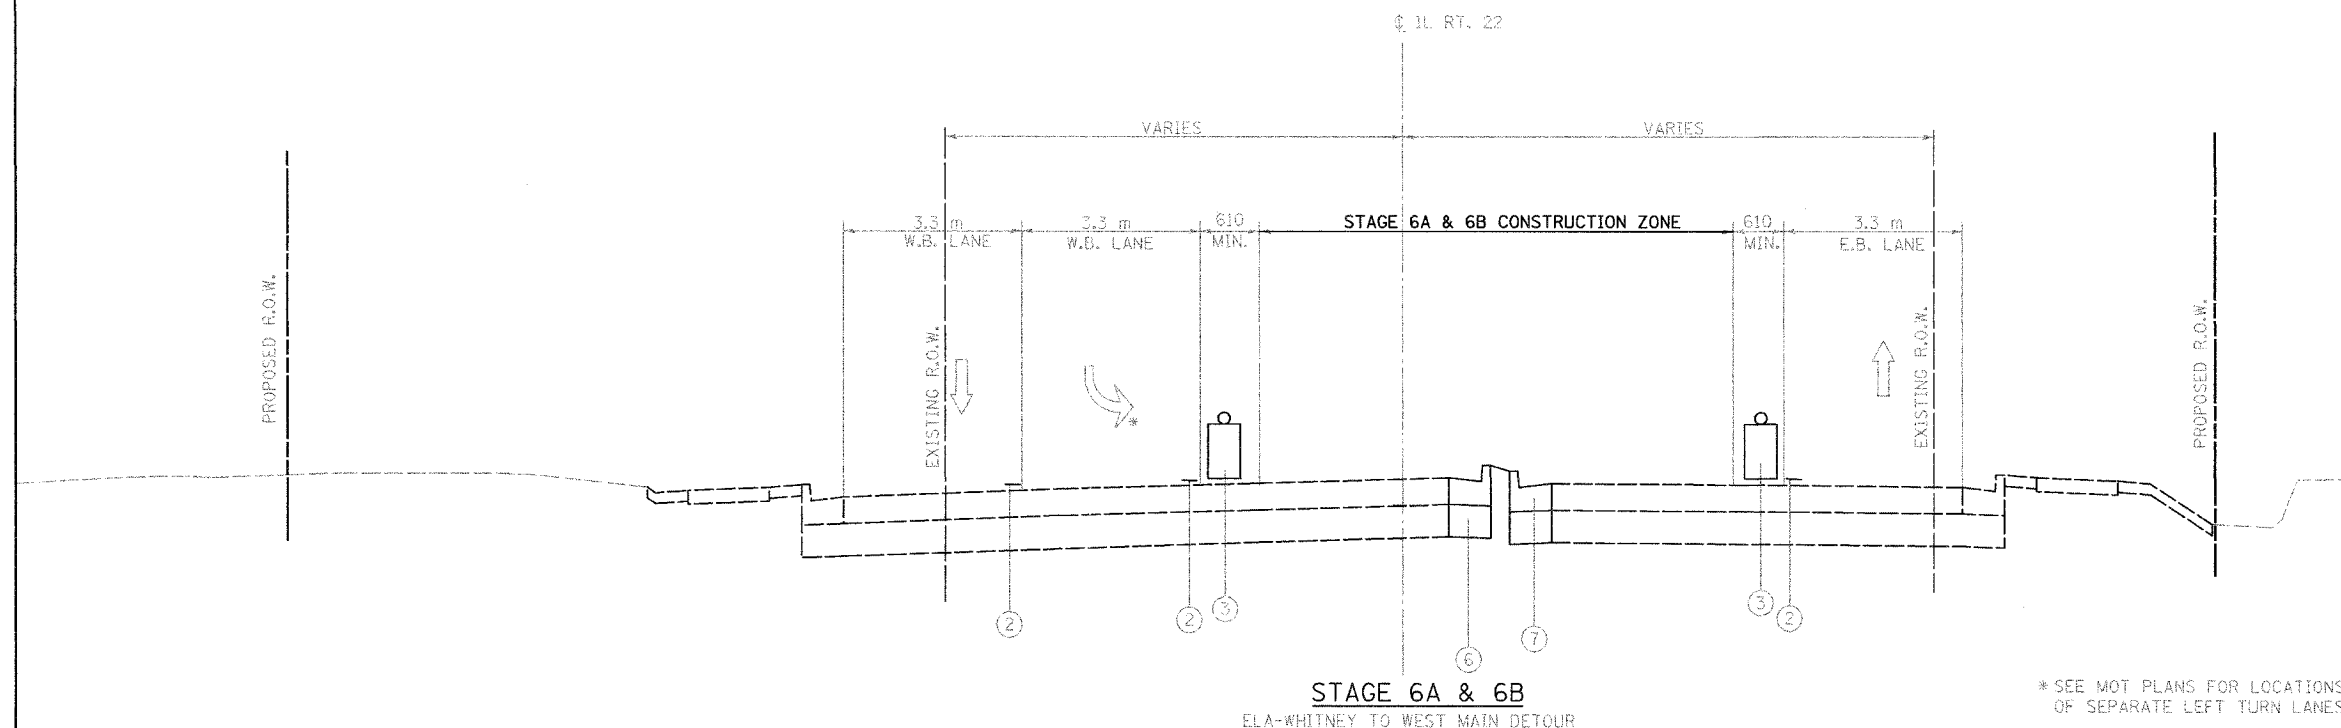 ℄ IL RT. 22
VARIES
VARIES
3.3 m
W.B. LANE
3.3 m
W.B. LANE
610
MIN.
STAGE 6A & 6B CONSTRUCTION ZONE
610
MIN.
3.3 m
E.B. LANE
PROPOSED R.O.W.
EXISTING R.O.W.
*
EXISTING R.O.W.
PROPOSED R.O.W.
2
2
3
6
7
3
2
STAGE 6A & 6B
ELA-WHITNEY TO WEST MAIN DETOUR
* SEE MOT PLANS FOR LOCATIONS
OF SEPARATE LEFT TURN LANES